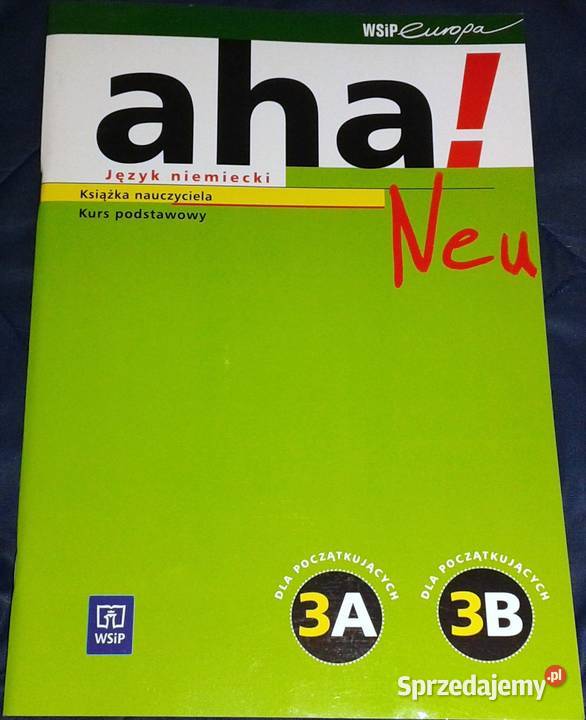 WSiP europa
aha!
Język niemiecki
Książka nauczyciela
Kurs podstawowy
Neu
DLA POCZĄTKUJĄCYCH
3A
DLA POCZĄTKUJĄCYCH
3B
WSiP
Sprzedajemy.pl